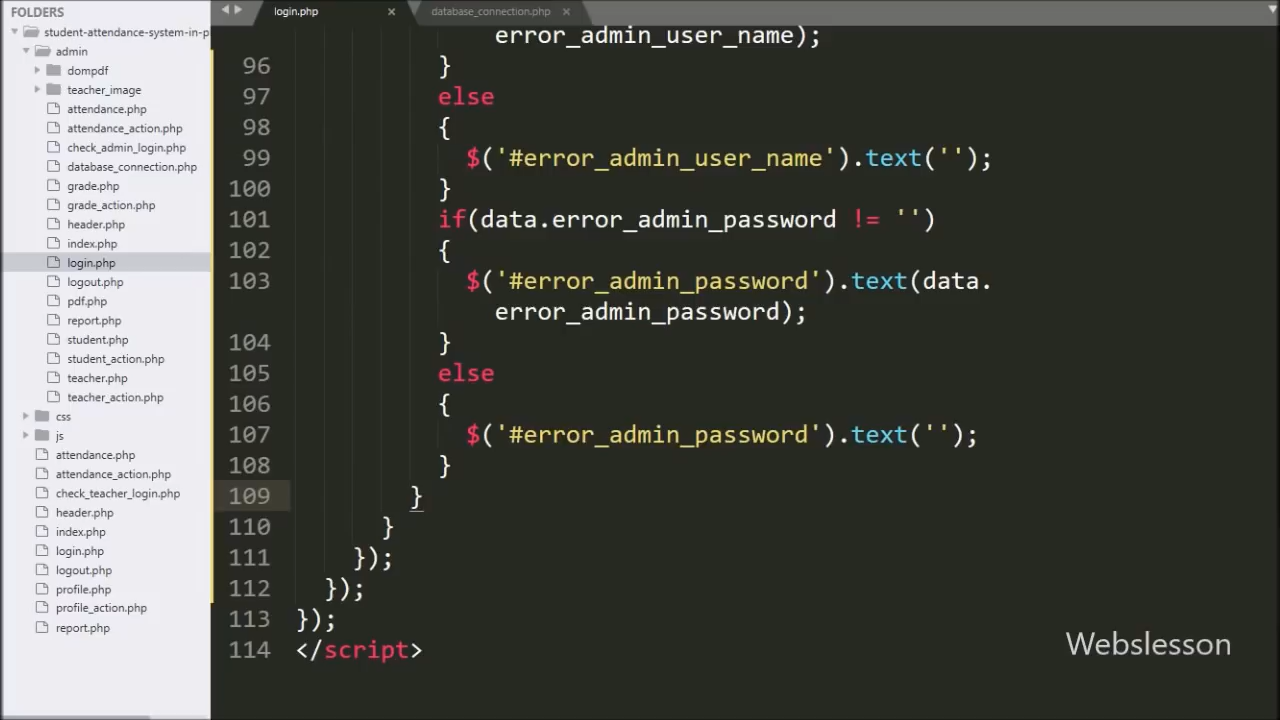 FOLDERS
student-attendance-system-in-p
admin
dompdf
teacher_image
attendance.php
attendance_action.php
check_admin_login.php
database_connection.php
grade.php
grade_action.php
header.php
index.php
login.php
logout.php
pdf.php
report.php
student.php
student_action.php
teacher.php
teacher_action.php
css
js
attendance.php
attendance_action.php
check_teacher_login.php
header.php
index.php
login.php
logout.php
profile.php
profile_action.php
report.php
login.php × database_connection.php ×
error_admin_user_name);
96 }
97 else
98 {
99 $('#error_admin_user_name').text('');
100 }
101 if(data.error_admin_password != '')
102 {
103 $('#error_admin_password').text(data.
error_admin_password);
104 }
105 else
106 {
107 $('#error_admin_password').text('');
108 }
109 }
110 }
111 });
112 });
113 });
114 </script>
Webslesson